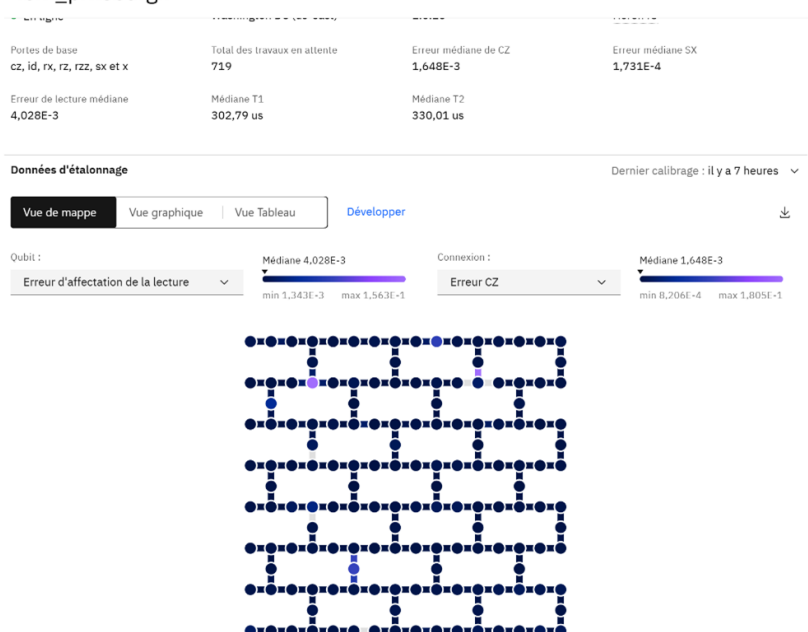 Portes de base
Total des travaux en attente
Erreur médiane de CZ
Erreur médiane SX
cz, id, rx, rz, rzz, sx et x
719
1,648E-3
1,731E-4
Erreur de lecture médiane
Médiane T1
Médiane T2
4,028E-3
302,79 us
330,01 us
Données d'étalonnage
Dernier calibrage : il y a 7 heures
Vue de mappe
Vue graphique
Vue Tableau
Développer
Qubit :
Médiane 4,028E-3
Connexion :
Médiane 1,648E-3
Erreur d'affectation de la lecture
Erreur CZ
min 1,343E-3
max 1,563E-1
min 8,206E-4
max 1,805E-1